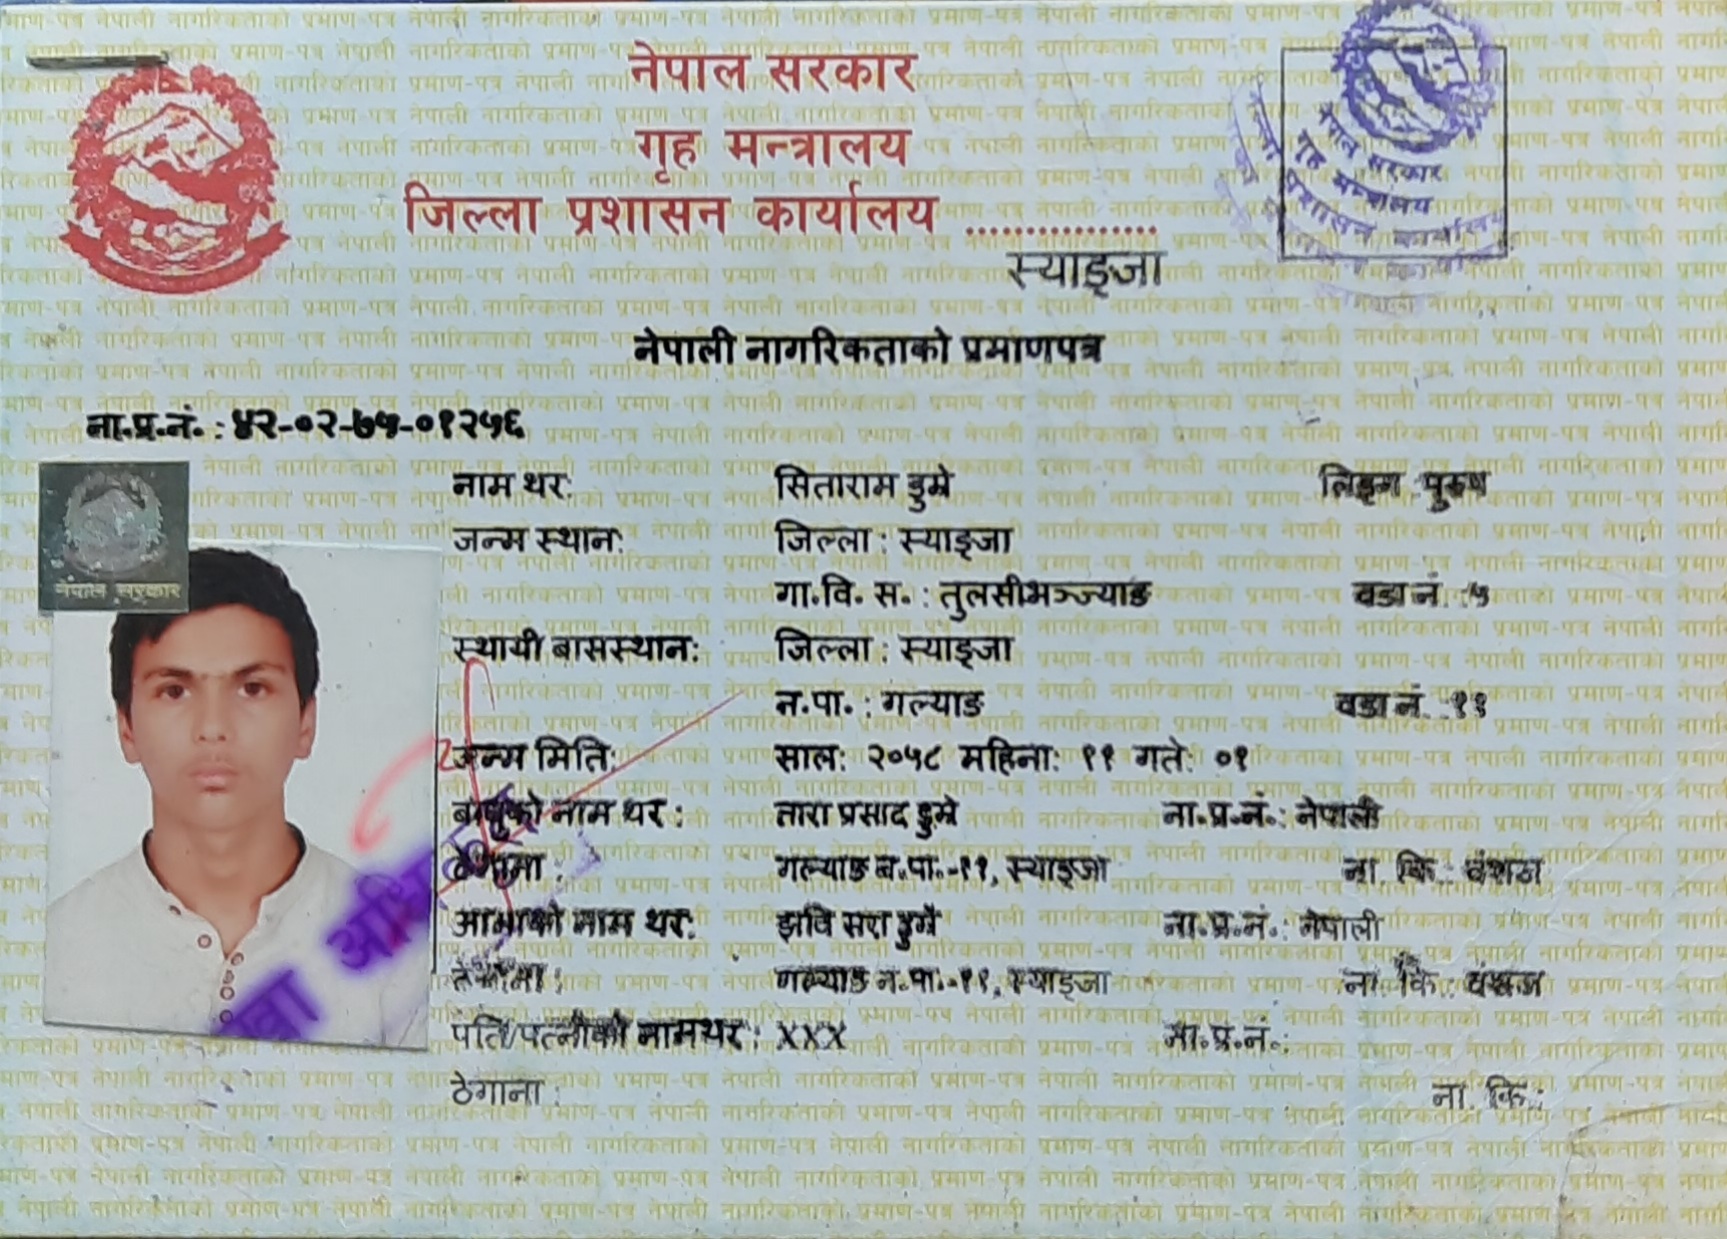 नेपाल सरकार
गृह मन्त्रालय
जिल्ला प्रशासन कार्यालय ................
स्याङ्जा
नेपाल सरकार
गृह मन्त्रालय
प्रशासन कार्यालय
नेपाली नागरिकताको प्रमाणपत्र
ना.प्र.नं. : ४२-०२-७५-०१२५६
नेपाल सरकार
नाम थर: सिताराम डुम्रे लिङ्ग पुरुष
जन्म स्थान: जिल्ला : स्याङ्जा
गा.वि. स. : तुलसीभञ्ज्याङ वडा नं. : ५
स्थायी बासस्थान: जिल्ला : स्याङ्जा
न.पा. : गल्याङ वडा नं. : ११
जन्म मिति: साल: २०५८ महिना: ११ गते: ०१
बाबुको नाम थर : तारा प्रसाद डुम्रे ना.प्र.नं. : नेपाली
ठेगाना : गल्याङ न.पा.-११, स्याङ्जा ना. कि. : वंशज
आमाको नाम थर: झवि सरा डुम्रे ना.प्र.नं. : नेपाली
ठेगाना : गल्याङ न.पा.-११, स्याङ्जा ना. कि. : वंशज
पति/पत्नीको नामथर : XXX ना.प्र.नं. :
ठेगाना : ना. कि. :